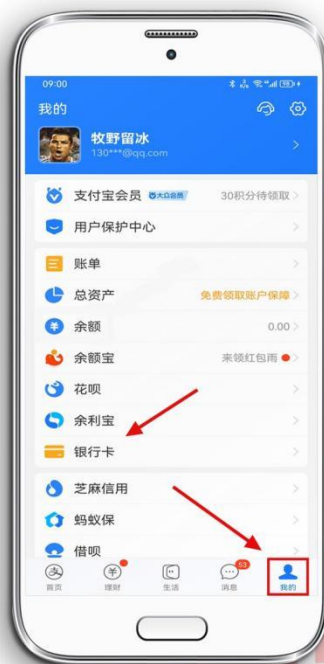 09:00
我的
牧野留冰
130***@qq.com
支付宝会员 大众会员 30积分待领取
用户保护中心
账单
总资产 免费领取账户保障
余额 0.00
余额宝 来领红包雨
花呗
余利宝
银行卡
芝麻信用
蚂蚁保
借呗
首页 理财 生活 消息 53 我的